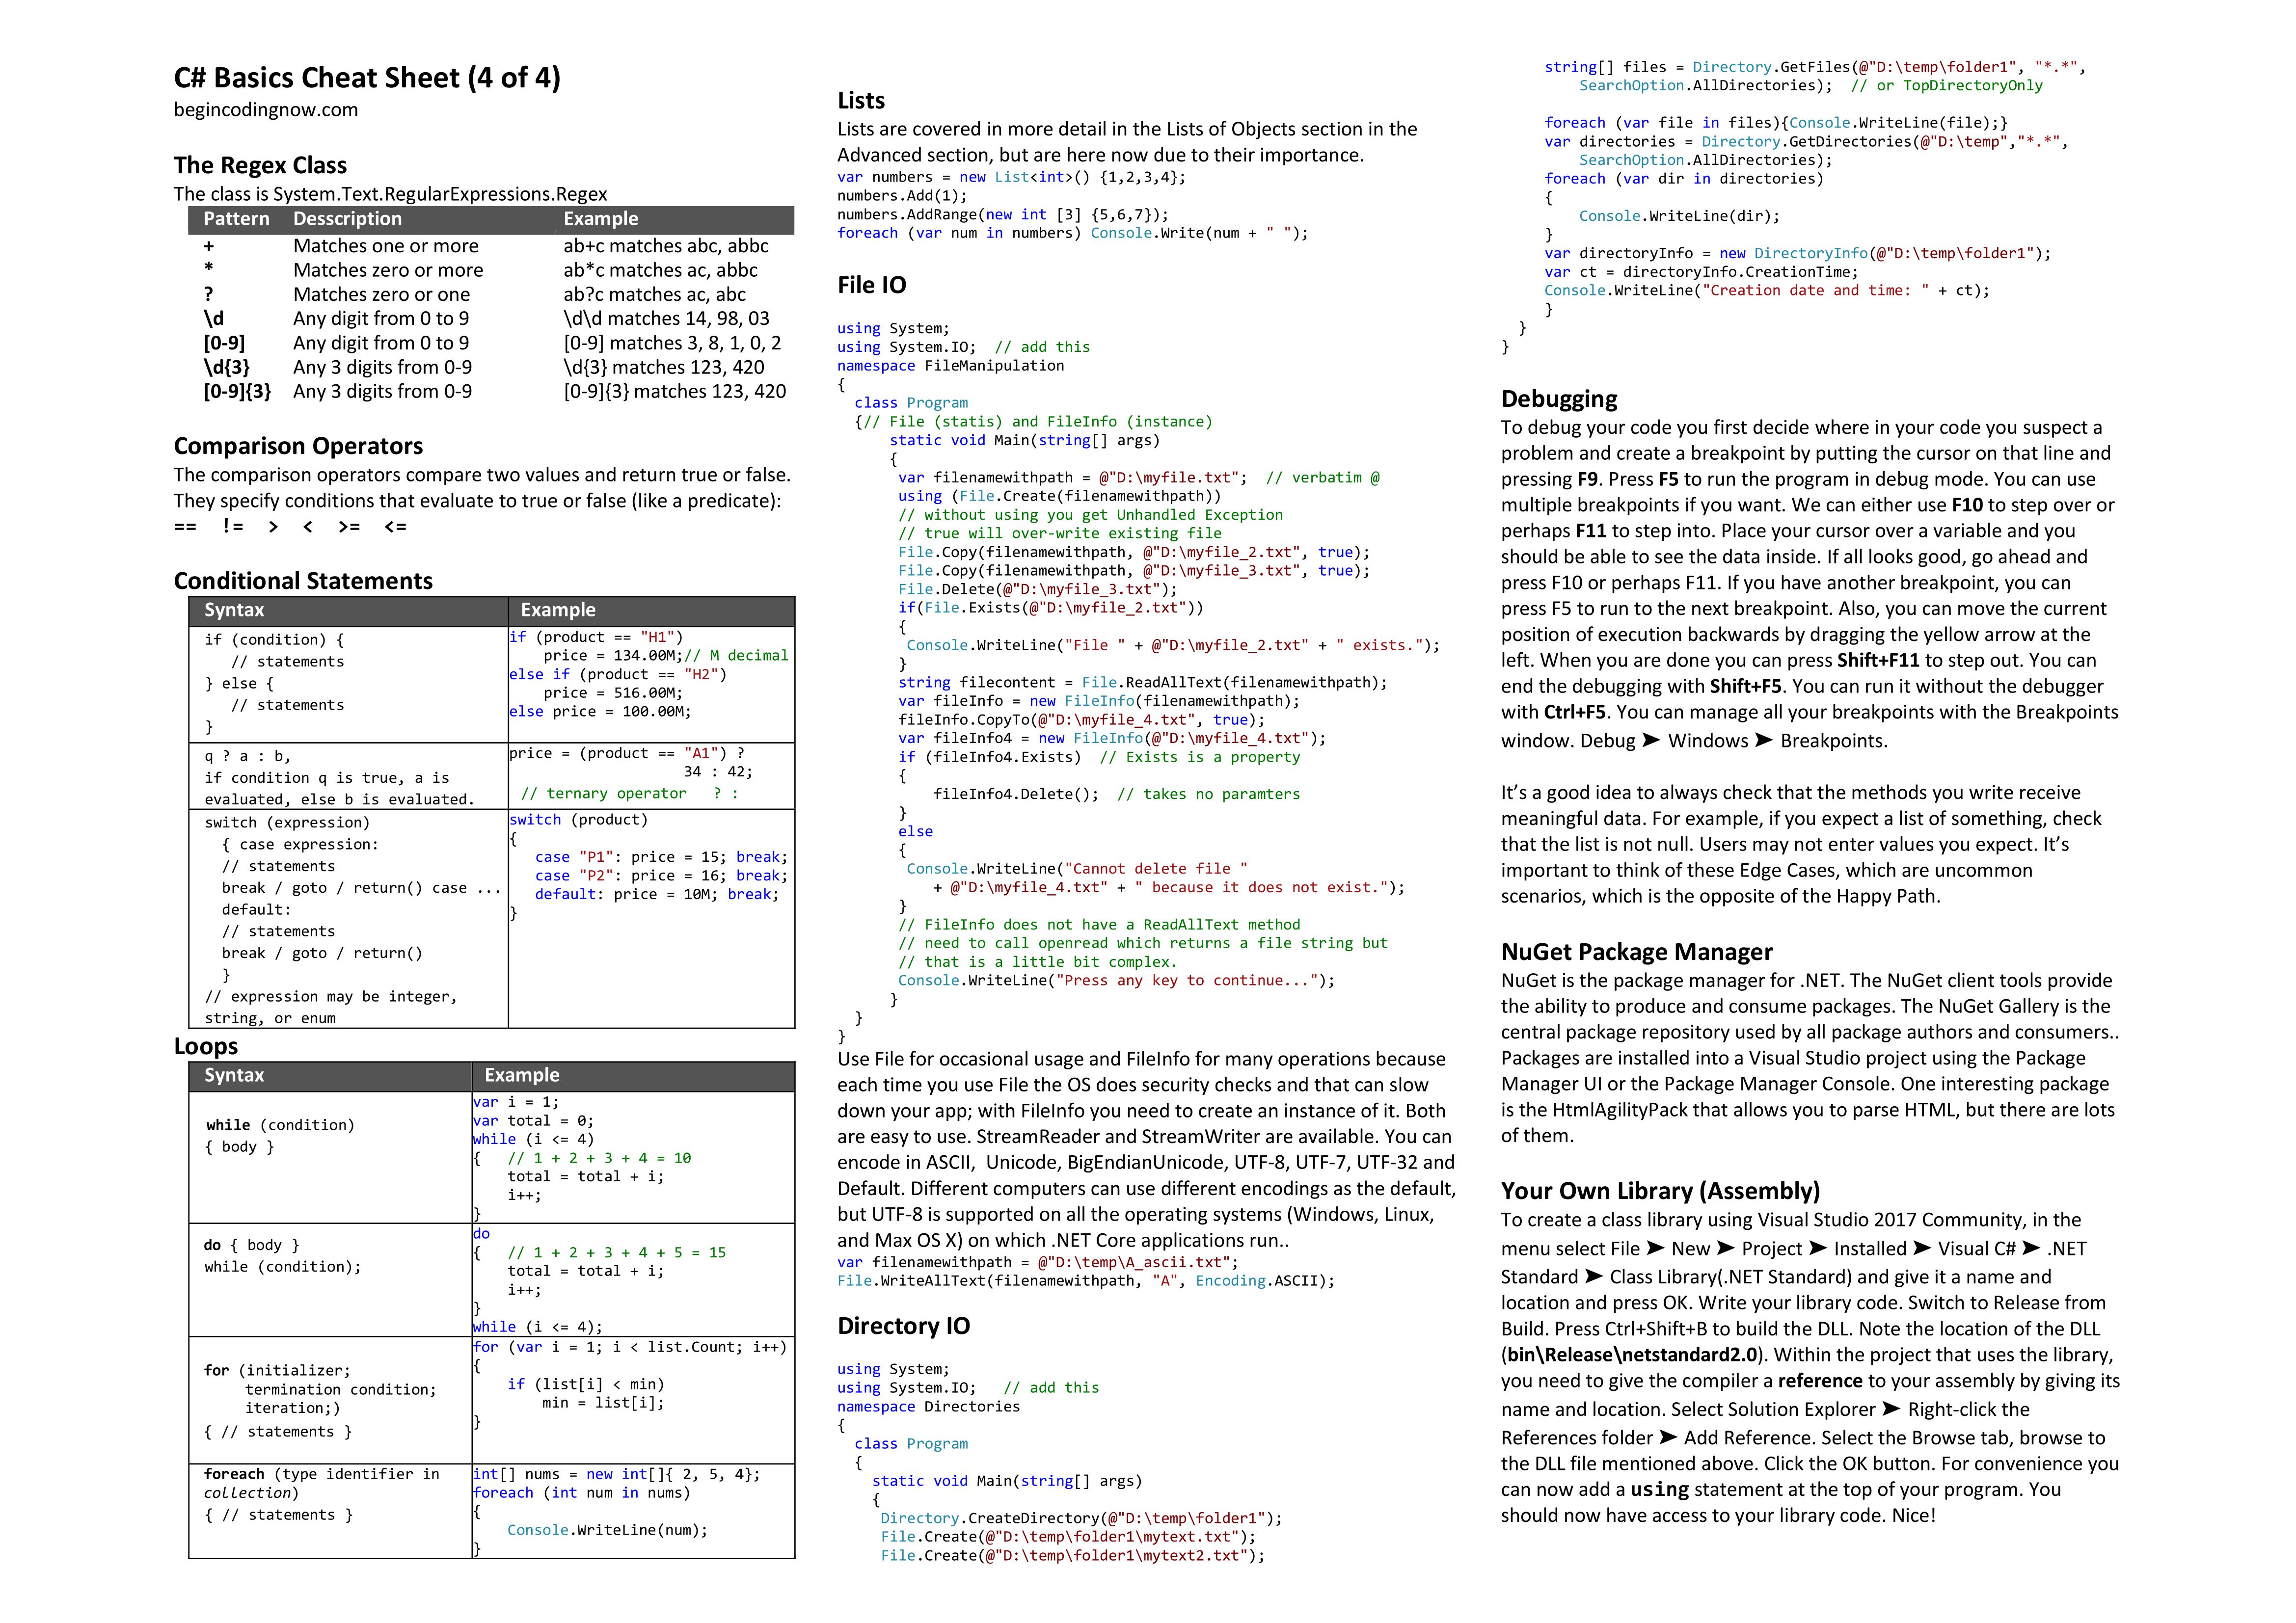 C# Basics Cheat Sheet (4 of 4)
begincodingnow.com
The Regex Class
The class is System.Text.RegularExpressions.Regex
Pattern Desscription Example
+ Matches one or more ab+c matches abc, abbc
* Matches zero or more ab*c matches ac, abbc
? Matches zero or one ab?c matches ac, abc
\d Any digit from 0 to 9 \d\d matches 14, 98, 03
[0-9] Any digit from 0 to 9 [0-9] matches 3, 8, 1, 0, 2
\d{3} Any 3 digits from 0-9 \d{3} matches 123, 420
[0-9]{3} Any 3 digits from 0-9 [0-9]{3} matches 123, 420
Comparison Operators
The comparison operators compare two values and return true or false.
They specify conditions that evaluate to true or false (like a predicate):
== != > < >= <=
Conditional Statements
Syntax Example
if (condition) {
// statements
} else {
// statements
}
if (product == "H1")
price = 134.00M;// M decimal
else if (product == "H2")
price = 516.00M;
else price = 100.00M;
q ? a : b,
if condition q is true, a is
evaluated, else b is evaluated.
price = (product == "A1") ?
34 : 42;
// ternary operator ? :
switch (expression)
{ case expression:
// statements
break / goto / return() case ...
default:
// statements
break / goto / return()
}
// expression may be integer,
string, or enum
switch (product)
{
case "P1": price = 15; break;
case "P2": price = 16; break;
default: price = 10M; break;
}
Loops
Syntax Example
while (condition)
{ body }
var i = 1;
var total = 0;
while (i <= 4)
{ // 1 + 2 + 3 + 4 = 10
total = total + i;
i++;
}
do { body }
while (condition);
do
{ // 1 + 2 + 3 + 4 + 5 = 15
total = total + i;
i++;
}
while (i <= 4);
for (initializer;
termination condition;
iteration;)
{ // statements }
for (var i = 1; i < list.Count; i++)
{
if (list[i] < min)
min = list[i];
}
foreach (type identifier in
collection)
{ // statements }
int[] nums = new int[]{ 2, 5, 4};
foreach (int num in nums)
{
Console.WriteLine(num);
}
Lists
Lists are covered in more detail in the Lists of Objects section in the
Advanced section, but are here now due to their importance.
var numbers = new List<int>() {1,2,3,4};
numbers.Add(1);
numbers.AddRange(new int [3] {5,6,7});
foreach (var num in numbers) Console.Write(num + " ");
File IO
using System;
using System.IO; // add this
namespace FileManipulation
{
class Program
{// File (statis) and FileInfo (instance)
static void Main(string[] args)
{
var filenamewithpath = @"D:\myfile.txt"; // verbatim @
using (File.Create(filenamewithpath))
// without using you get Unhandled Exception
// true will over-write existing file
File.Copy(filenamewithpath, @"D:\myfile_2.txt", true);
File.Copy(filenamewithpath, @"D:\myfile_3.txt", true);
File.Delete(@"D:\myfile_3.txt");
if(File.Exists(@"D:\myfile_2.txt"))
{
Console.WriteLine("File " + @"D:\myfile_2.txt" + " exists.");
}
string filecontent = File.ReadAllText(filenamewithpath);
var fileInfo = new FileInfo(filenamewithpath);
fileInfo.CopyTo(@"D:\myfile_4.txt", true);
var fileInfo4 = new FileInfo(@"D:\myfile_4.txt");
if (fileInfo4.Exists) // Exists is a property
{
fileInfo4.Delete(); // takes no paramters
}
else
{
Console.WriteLine("Cannot delete file "
+ @"D:\myfile_4.txt" + " because it does not exist.");
}
// FileInfo does not have a ReadAllText method
// need to call openread which returns a file string but
// that is a little bit complex.
Console.WriteLine("Press any key to continue...");
}
}
}
Use File for occasional usage and FileInfo for many operations because
each time you use File the OS does security checks and that can slow
down your app; with FileInfo you need to create an instance of it. Both
are easy to use. StreamReader and StreamWriter are available. You can
encode in ASCII, Unicode, BigEndianUnicode, UTF-8, UTF-7, UTF-32 and
Default. Different computers can use different encodings as the default,
but UTF-8 is supported on all the operating systems (Windows, Linux,
and Max OS X) on which .NET Core applications run..
var filenamewithpath = @"D:\temp\A_ascii.txt";
File.WriteAllText(filenamewithpath, "A", Encoding.ASCII);
Directory IO
using System;
using System.IO; // add this
namespace Directories
{
class Program
{
static void Main(string[] args)
{
Directory.CreateDirectory(@"D:\temp\folder1");
File.Create(@"D:\temp\folder1\mytext.txt");
File.Create(@"D:\temp\folder1\mytext2.txt");
string[] files = Directory.GetFiles(@"D:\temp\folder1", "*.*",
SearchOption.AllDirectories); // or TopDirectoryOnly
foreach (var file in files){Console.WriteLine(file);}
var directories = Directory.GetDirectories(@"D:\temp","*.*",
SearchOption.AllDirectories);
foreach (var dir in directories)
{
Console.WriteLine(dir);
}
var directoryInfo = new DirectoryInfo(@"D:\temp\folder1");
var ct = directoryInfo.CreationTime;
Console.WriteLine("Creation date and time: " + ct);
}
}
}
Debugging
To debug your code you first decide where in your code you suspect a
problem and create a breakpoint by putting the cursor on that line and
pressing F9. Press F5 to run the program in debug mode. You can use
multiple breakpoints if you want. We can either use F10 to step over or
perhaps F11 to step into. Place your cursor over a variable and you
should be able to see the data inside. If all looks good, go ahead and
press F10 or perhaps F11. If you have another breakpoint, you can
press F5 to run to the next breakpoint. Also, you can move the current
position of execution backwards by dragging the yellow arrow at the
left. When you are done you can press Shift+F11 to step out. You can
end the debugging with Shift+F5. You can run it without the debugger
with Ctrl+F5. You can manage all your breakpoints with the Breakpoints
window. Debug ➤ Windows ➤ Breakpoints.
It’s a good idea to always check that the methods you write receive
meaningful data. For example, if you expect a list of something, check
that the list is not null. Users may not enter values you expect. It’s
important to think of these Edge Cases, which are uncommon
scenarios, which is the opposite of the Happy Path.
NuGet Package Manager
NuGet is the package manager for .NET. The NuGet client tools provide
the ability to produce and consume packages. The NuGet Gallery is the
central package repository used by all package authors and consumers..
Packages are installed into a Visual Studio project using the Package
Manager UI or the Package Manager Console. One interesting package
is the HtmlAgilityPack that allows you to parse HTML, but there are lots
of them.
Your Own Library (Assembly)
To create a class library using Visual Studio 2017 Community, in the
menu select File ➤ New ➤ Project ➤ Installed ➤ Visual C# ➤ .NET
Standard ➤ Class Library(.NET Standard) and give it a name and
location and press OK. Write your library code. Switch to Release from
Build. Press Ctrl+Shift+B to build the DLL. Note the location of the DLL
(bin\Release\netstandard2.0). Within the project that uses the library,
you need to give the compiler a reference to your assembly by giving its
name and location. Select Solution Explorer ➤ Right-click the
References folder ➤ Add Reference. Select the Browse tab, browse to
the DLL file mentioned above. Click the OK button. For convenience you
can now add a using statement at the top of your program. You
should now have access to your library code. Nice!